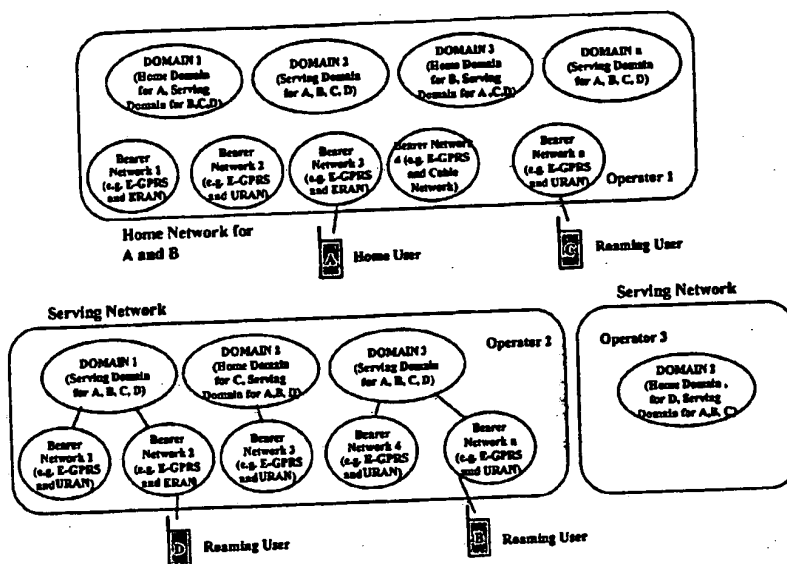 DOMAIN 1
(Home Domain
for A, Serving
Domain for B,C,D)
DOMAIN 2
(Serving Domain
for A, B, C, D)
DOMAIN 3
(Home Domain
for B, Serving
Domain for A ,C,D)
DOMAIN n
(Serving Domain
for A, B, C, D)
Bearer
Network 1
(e.g. E-GPRS
and ERAN)
Bearer
Network 2
(e.g. E-GPRS
and URAN)
Bearer
Network 3
(e.g. E-GPRS
and ERAN)
Bearer Network
4 (e.g. E-GPRS
and Cable
Network)
Bearer
Network n
(e.g. E-GPRS
and URAN)
Operator 1
Home Network for
A and B
A
Home User
C
Roaming User
Serving Network
Operator 2
DOMAIN 1
(Serving Domain
for A, B, C, D)
DOMAIN 2
(Home Domain
for C, Serving
Domain for A,B, D)
DOMAIN 3
(Serving Domain
for A, B, C, D)
Bearer
Network 1
(e.g. E-GPRS
and URAN)
Bearer
Network 2
(e.g. E-GPRS
and ERAN)
Bearer
Network 3
(e.g. E-GPRS
and URAN)
Bearer
Network 4
(e.g. E-GPRS
and URAN)
Bearer
Network n
(e.g. E-GPRS
and URAN)
D
Roaming User
B
Roaming User
Serving Network
Operator 3
DOMAIN 2
(Home Domain
for D, Serving
Domain for A,B, C)